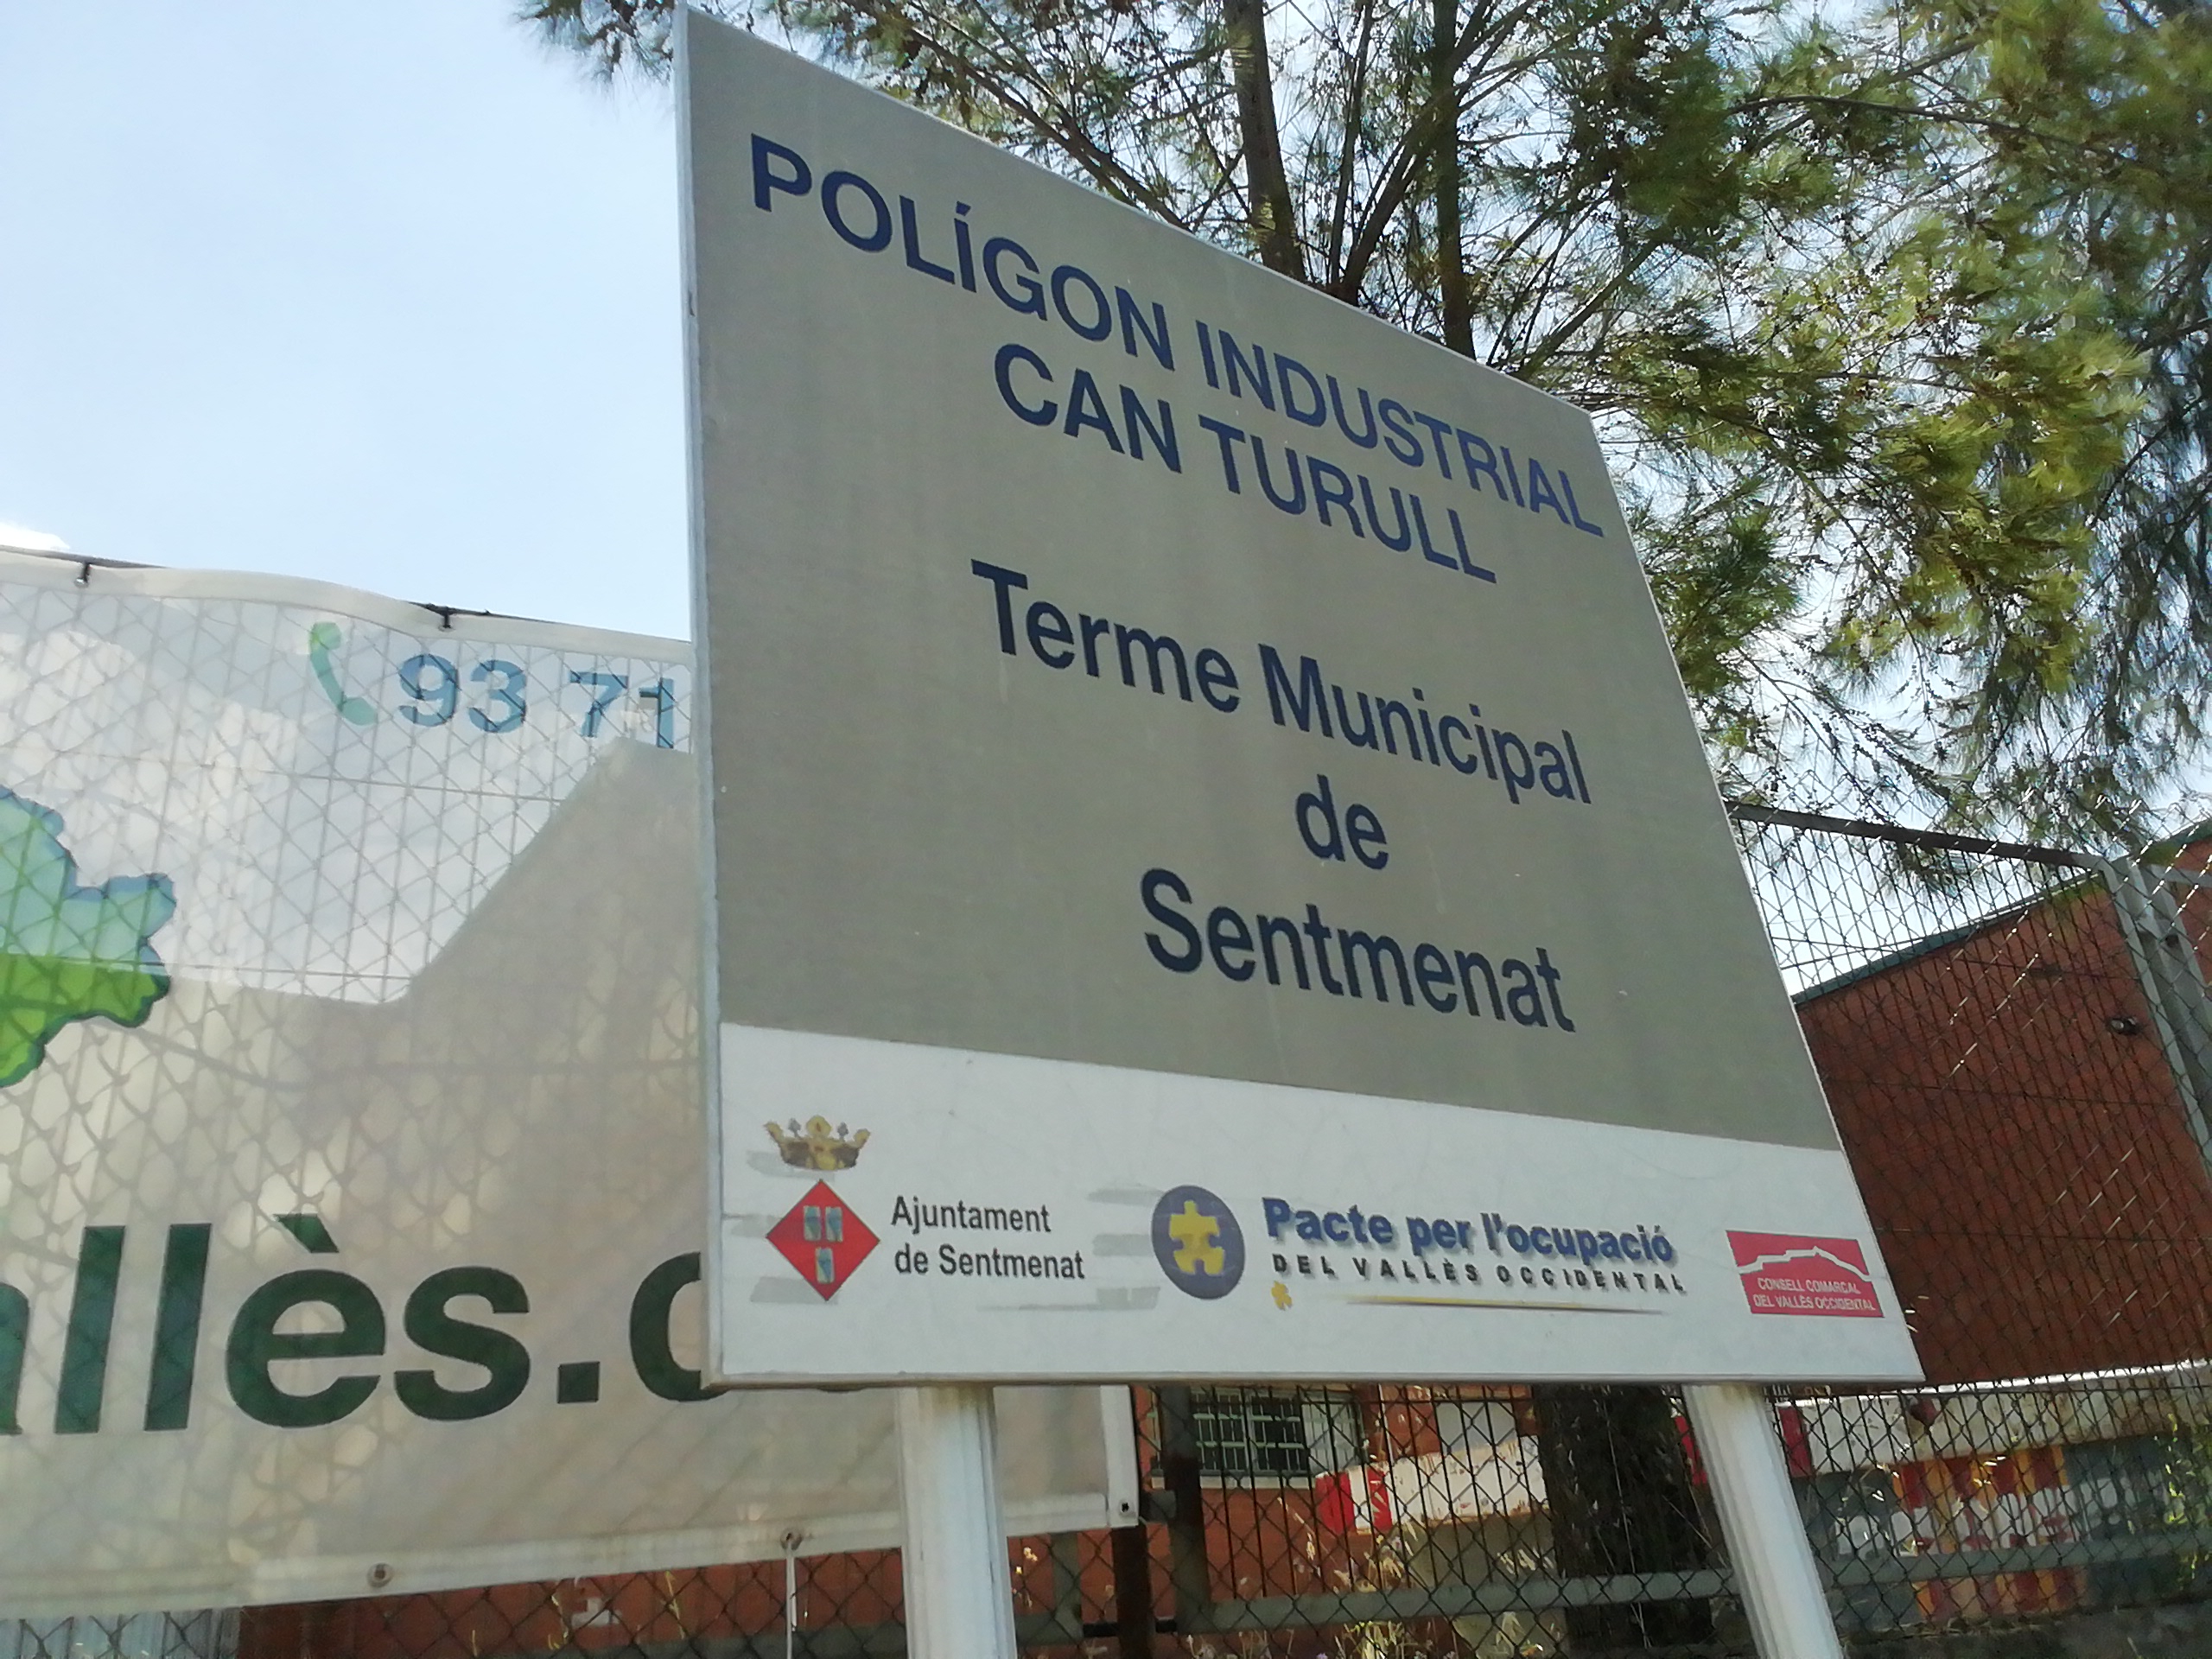 POLÍGON INDUSTRIAL
CAN TURULL
Terme Municipal
de
Sentmenat
Ajuntament
de Sentmenat
Pacte per l'ocupació
DEL VALLÈS OCCIDENTAL
CONSELL COMARCAL
DEL VALLÈS OCCIDENTAL
93 71
allès.c